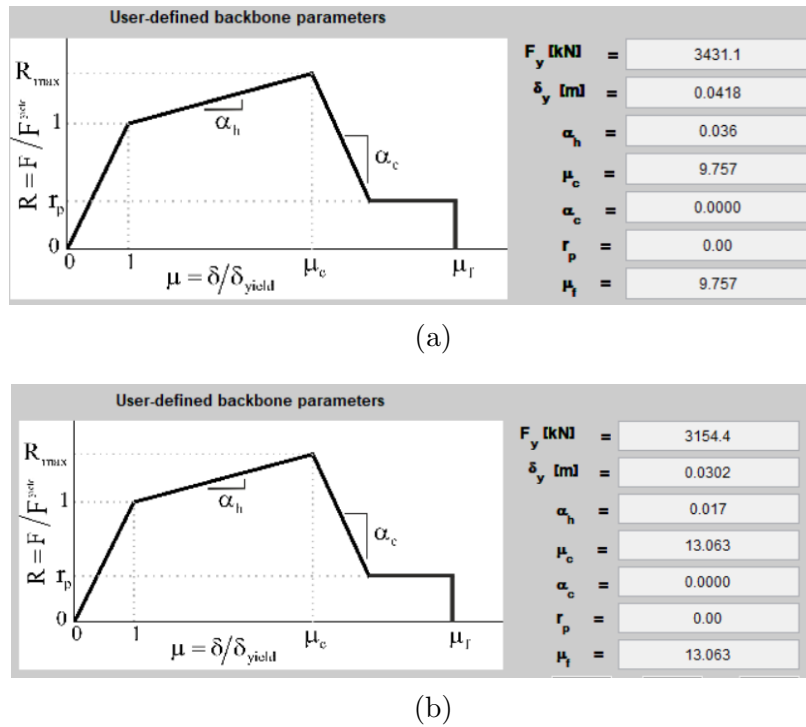 User-defined backbone parameters
R = F/F^yield
R_max
1
r_p
0
0
1
μ_c
μ_f
α_h
α_c
μ = δ/δ_yield
F_y [kN] = 3431.1
δ_y [m] = 0.0418
α_h = 0.036
μ_c = 9.757
α_c = 0.0000
r_p = 0.00
μ_f = 9.757
(a)
User-defined backbone parameters
R = F/F^yield
R_max
1
r_p
0
0
1
μ_c
μ_f
α_h
α_c
μ = δ/δ_yield
F_y [kN] = 3154.4
δ_y [m] = 0.0302
α_h = 0.017
μ_c = 13.063
α_c = 0.0000
r_p = 0.00
μ_f = 13.063
(b)